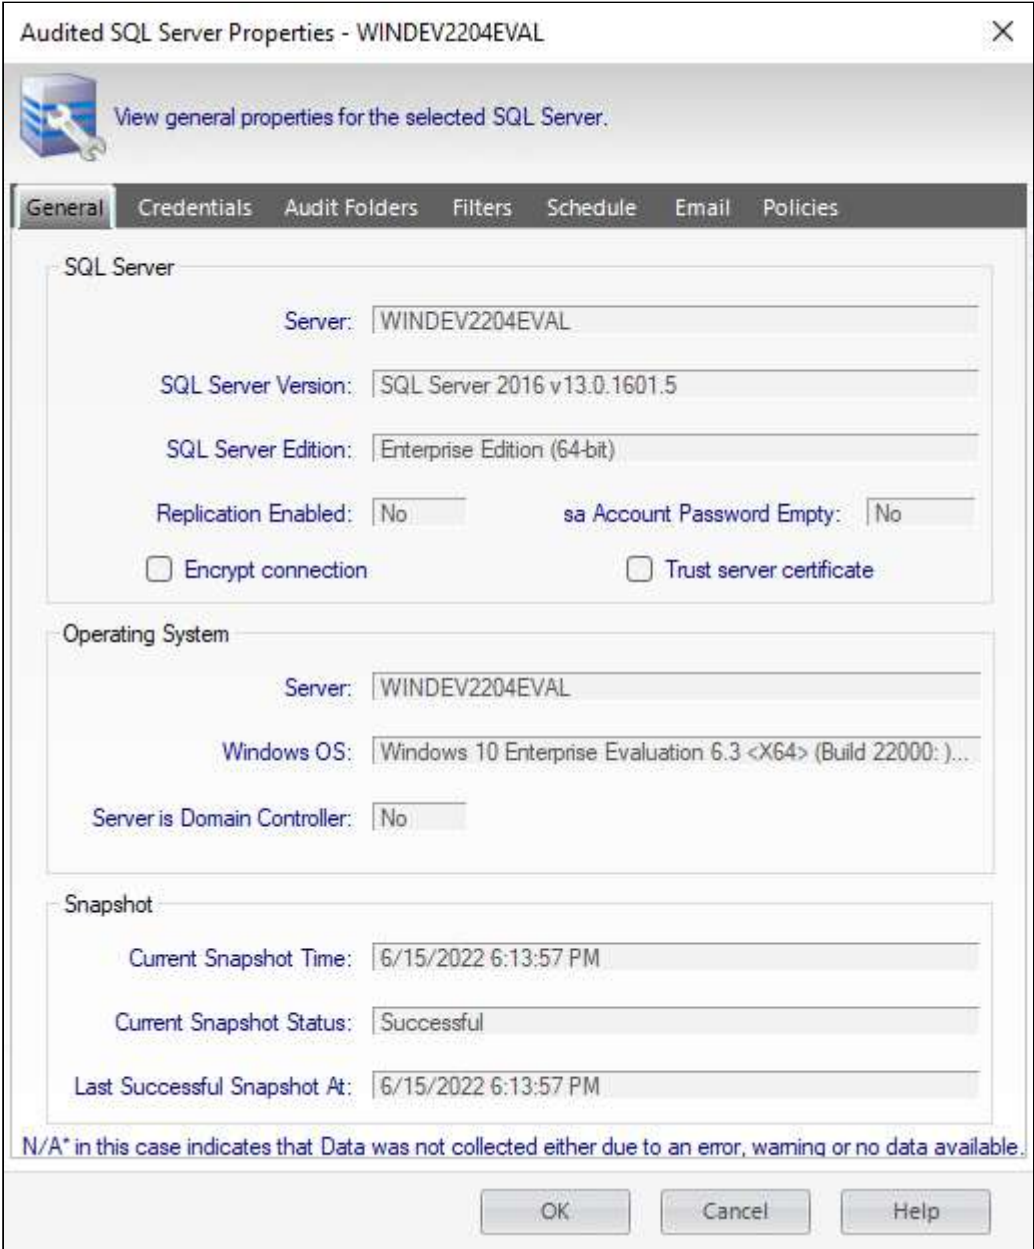 Audited SQL Server Properties - WINDEV2204EVAL
View general properties for the selected SQL Server.
General Credentials Audit Folders Filters Schedule Email Policies
SQL Server
Server: WINDEV2204EVAL
SQL Server Version: SQL Server 2016 v13.0.1601.5
SQL Server Edition: Enterprise Edition (64-bit)
Replication Enabled: No sa Account Password Empty: No
Encrypt connection Trust server certificate
Operating System
Server: WINDEV2204EVAL
Windows OS: Windows 10 Enterprise Evaluation 6.3 <X64> (Build 22000: )...
Server is Domain Controller: No
Snapshot
Current Snapshot Time: 6/15/2022 6:13:57 PM
Current Snapshot Status: Successful
Last Successful Snapshot At: 6/15/2022 6:13:57 PM
N/A* in this case indicates that Data was not collected either due to an error, warning or no data available.
OK Cancel Help